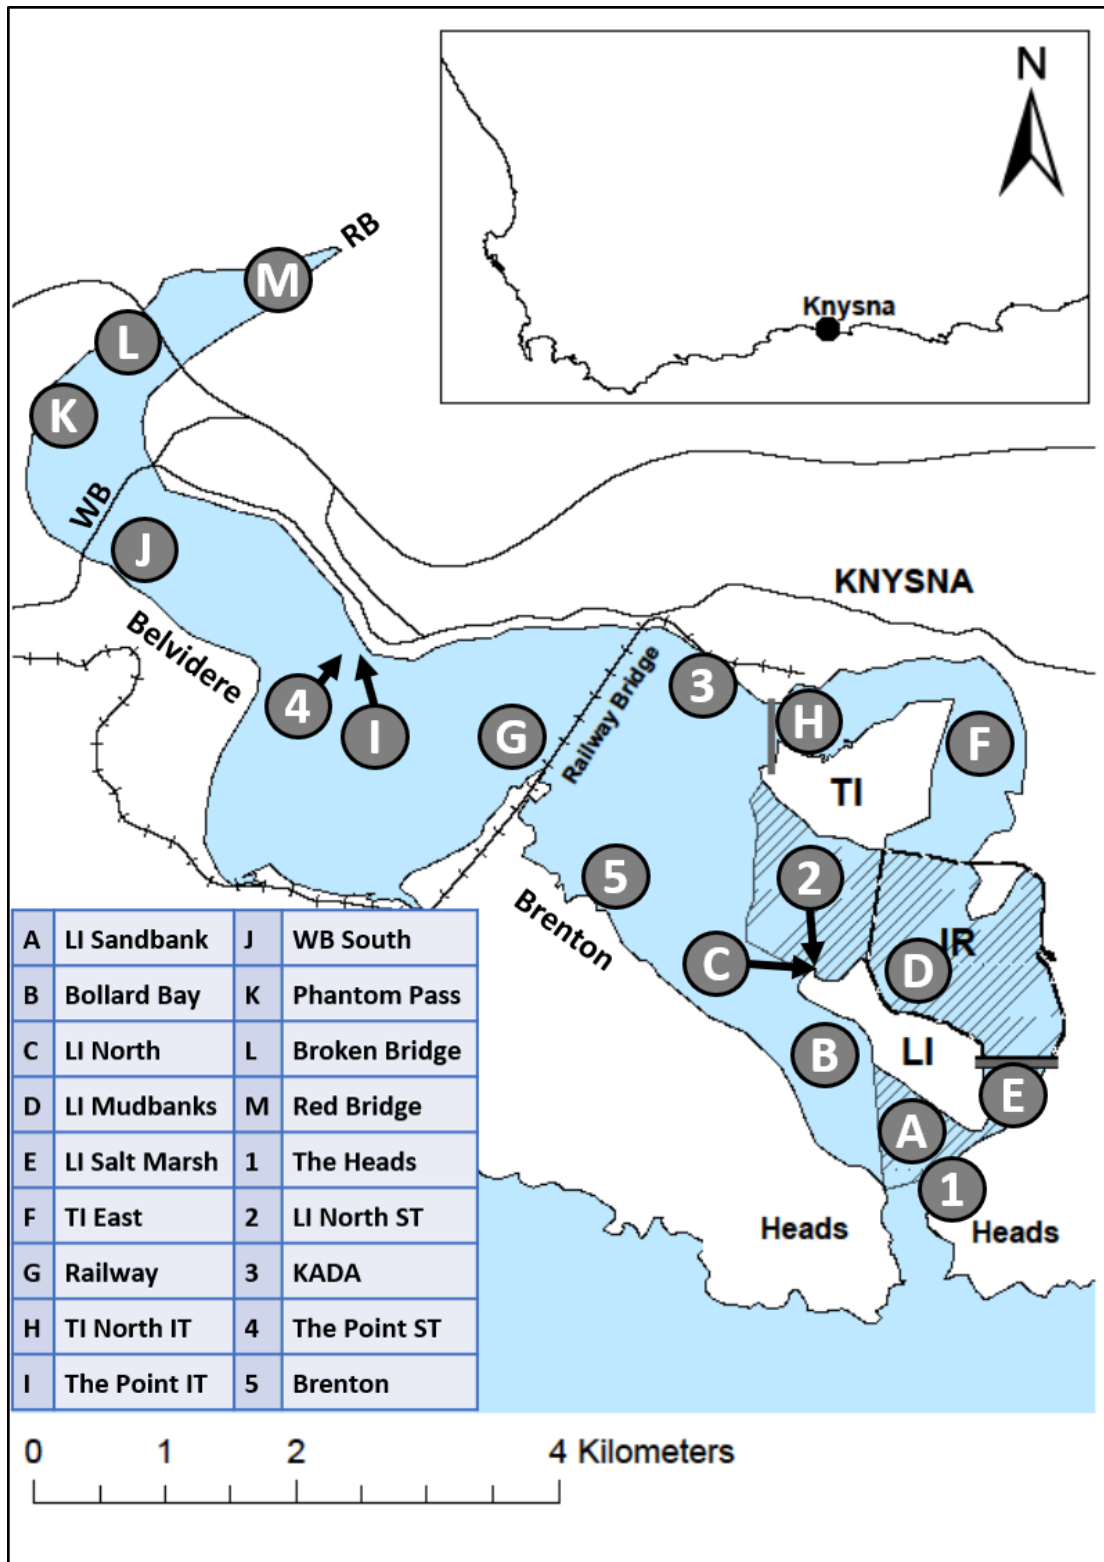 N
Knysna
RB
M
L
K
WB
J
KNYSNA
Belvidere
Railway Bridge
3
4
I
G
H
F
TI
5
2
Brenton
C
D
IR
B
LI
E
A
1
Heads
Heads
A LI Sandbank J WB South
B Bollard Bay K Phantom Pass
C LI North L Broken Bridge
D LI Mudbanks M Red Bridge
E LI Salt Marsh 1 The Heads
F TI East 2 LI North ST
G Railway 3 KADA
H TI North IT 4 The Point ST
I The Point IT 5 Brenton
0 1 2 4 Kilometers